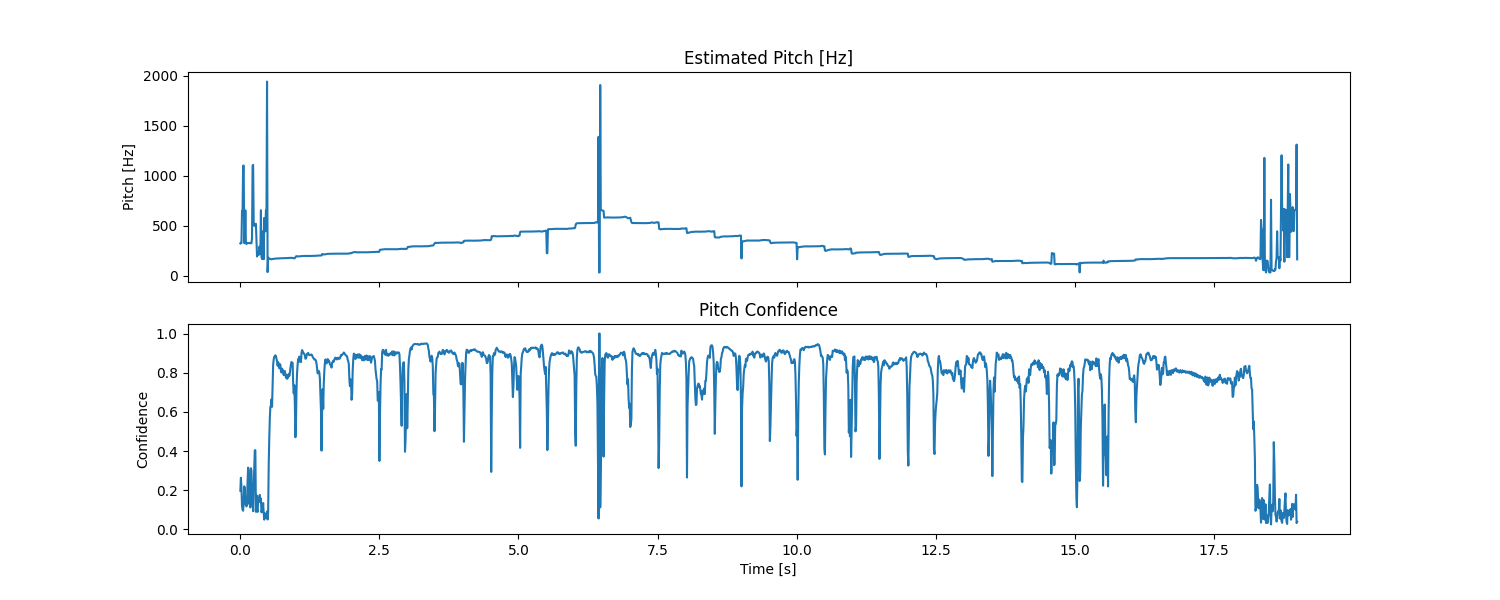 Estimated Pitch [Hz]
2000
1500
1000
500
0
Pitch [Hz]
Pitch Confidence
1.0
0.8
0.6
0.4
0.2
0.0
Confidence
0.0 2.5 5.0 7.5 10.0 12.5 15.0 17.5
Time [s]